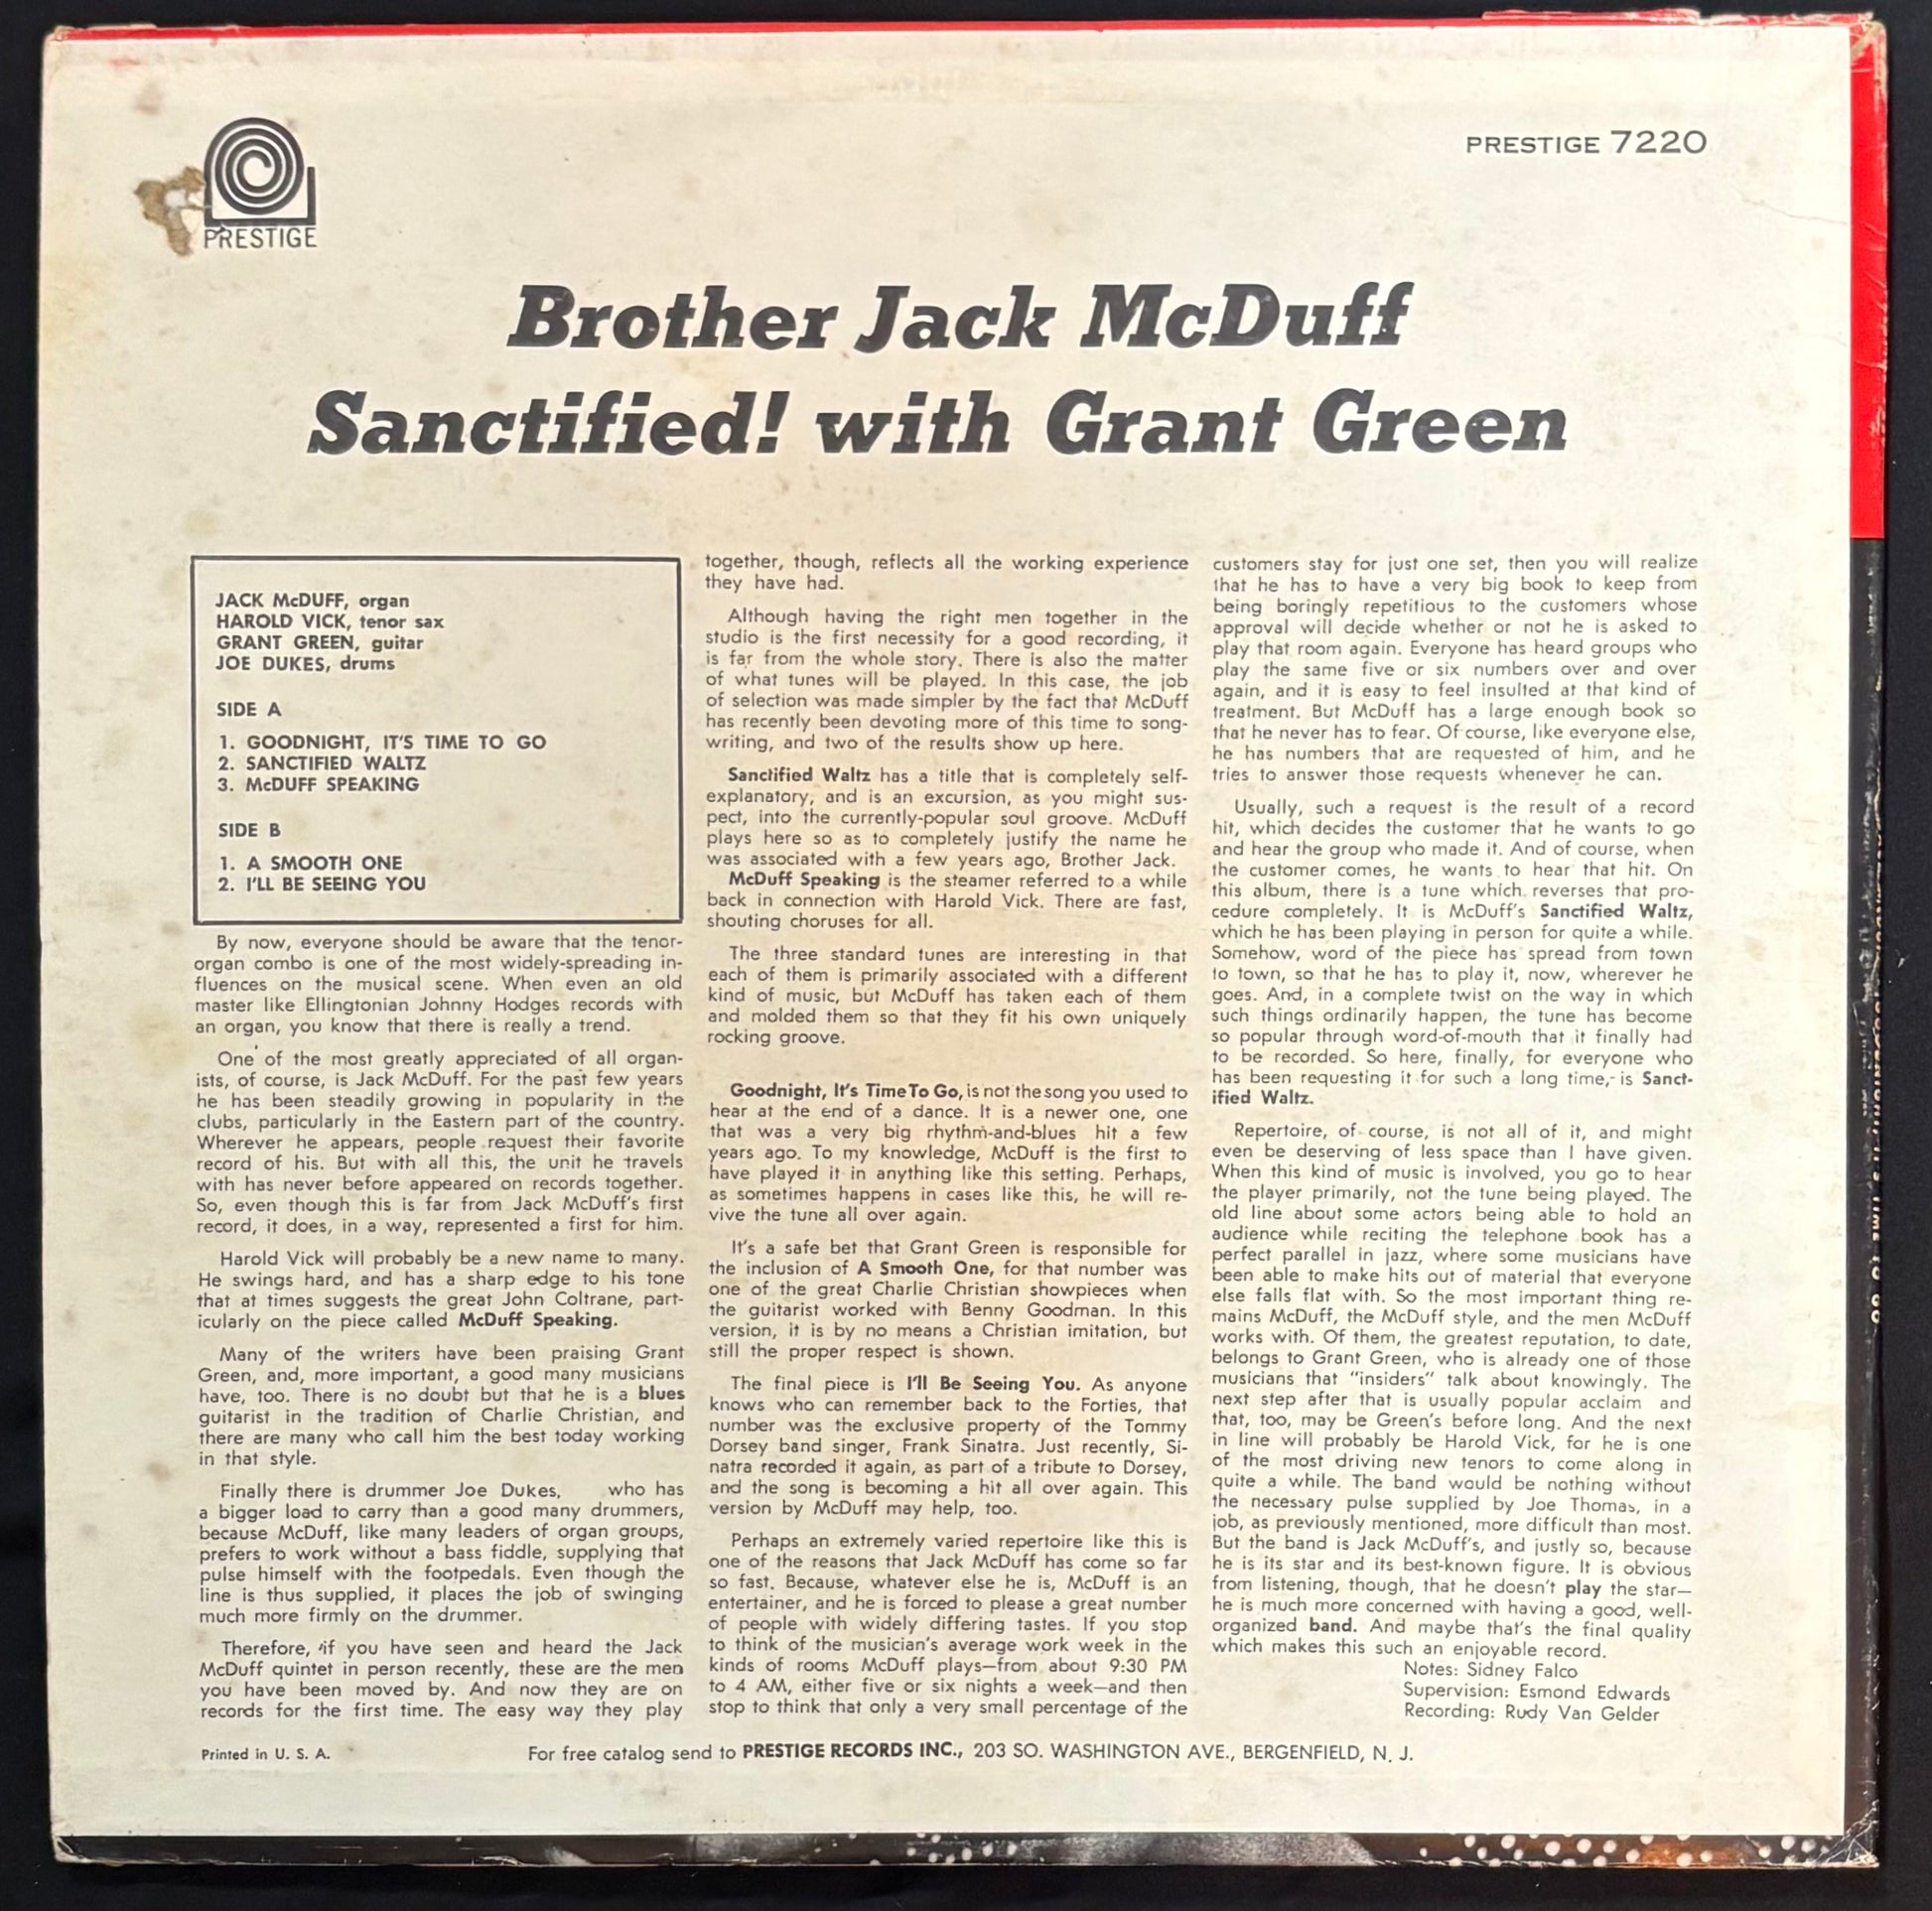 PRESTIGE
PRESTIGE 7220
Brother Jack McDuff
Sanctified! with Grant Green
JACK McDUFF, organ
HAROLD VICK, tenor sax
GRANT GREEN, guitar
JOE DUKES, drums
SIDE A
1. GOODNIGHT, IT'S TIME TO GO
2. SANCTIFIED WALTZ
3. McDUFF SPEAKING
SIDE B
1. A SMOOTH ONE
2. I'LL BE SEEING YOU
By now, everyone should be aware that the tenor-
organ combo is one of the most widely-spreading in-
fluences on the musical scene. When even an old
master like Ellingtonian Johnny Hodges records with
an organ, you know that there is really a trend.
One of the most greatly appreciated of all organ-
ists, of course, is Jack McDuff. For the past few years
he has been steadily growing in popularity in the
clubs, particularly in the Eastern part of the country.
Wherever he appears, people request their favorite
record of his. But with all this, the unit he travels
with has never before appeared on records together.
So, even though this is far from Jack McDuff's first
record, it does, in a way, represented a first for him.
Harold Vick will probably be a new name to many.
He swings hard, and has a sharp edge to his tone
that at times suggests the great John Coltrane, part-
icularly on the piece called McDuff Speaking.
Many of the writers have been praising Grant
Green, and, more important, a good many musicians
have, too. There is no doubt but that he is a blues
guitarist in the tradition of Charlie Christian, and
there are many who call him the best today working
in that style.
Finally there is drummer Joe Dukes, who has
a bigger load to carry than a good many drummers,
because McDuff, like many leaders of organ groups,
prefers to work without a bass fiddle, supplying that
pulse himself with the footpedals. Even though the
line is thus supplied, it places the job of swinging
much more firmly on the drummer.
Therefore, if you have seen and heard the Jack
McDuff quintet in person recently, these are the men
you have been moved by. And now they are on
records for the first time. The easy way they play
together, though, reflects all the working experience
they have had.
Although having the right men together in the
studio is the first necessity for a good recording, it
is far from the whole story. There is also the matter
of what tunes will be played. In this case, the job
of selection was made simpler by the fact that McDuff
has recently been devoting more of this time to song-
writing, and two of the results show up here.
Sanctified Waltz has a title that is completely self-
explanatory, and is an excursion, as you might sus-
pect, into the currently-popular soul groove. McDuff
plays here so as to completely justify the name he
was associated with a few years ago, Brother Jack.
McDuff Speaking is the steamer referred to a while
back in connection with Harold Vick. There are fast,
shouting choruses for all.
The three standard tunes are interesting in that
each of them is primarily associated with a different
kind of music, but McDuff has taken each of them
and molded them so that they fit his own uniquely
rocking groove.
Goodnight, It's Time To Go, is not the song you used to
hear at the end of a dance. It is a newer one, one
that was a very big rhythm-and-blues hit a few
years ago. To my knowledge, McDuff is the first to
have played it in anything like this setting. Perhaps,
as sometimes happens in cases like this, he will re-
vive the tune all over again.
It's a safe bet that Grant Green is responsible for
the inclusion of A Smooth One, for that number was
one of the great Charlie Christian showpieces when
the guitarist worked with Benny Goodman. In this
version, it is by no means a Christian imitation, but
still the proper respect is shown.
The final piece is I'll Be Seeing You. As anyone
knows who can remember back to the Forties, that
number was the exclusive property of the Tommy
Dorsey band singer, Frank Sinatra. Just recently, Si-
natra recorded it again, as part of a tribute to Dorsey,
and the song is becoming a hit all over again. This
version by McDuff may help, too.
Perhaps an extremely varied repertoire like this is
one of the reasons that Jack McDuff has come so far
so fast. Because, whatever else he is, McDuff is an
entertainer, and he is forced to please a great number
of people with widely differing tastes. If you stop
to think of the musician's average work week in the
kinds of rooms McDuff plays—from about 9:30 PM
to 4 AM, either five or six nights a week—and then
stop to think that only a very small percentage of the
customers stay for just one set, then you will realize
that he has to have a very big book to keep from
being boringly repetitious to the customers whose
approval will decide whether or not he is asked to
play that room again. Everyone has heard groups who
play the same five or six numbers over and over
again, and it is easy to feel insulted at that kind of
treatment. But McDuff has a large enough book so
that he never has to fear. Of course, like everyone else,
he has numbers that are requested of him, and he
tries to answer those requests whenever he can.
Usually, such a request is the result of a record
hit, which decides the customer that he wants to go
and hear the group who made it. And of course, when
the customer comes, he wants to hear that hit. On
this album, there is a tune which reverses that pro-
cedure completely. It is McDuff's Sanctified Waltz,
which he has been playing in person for quite a while.
Somehow, word of the piece has spread from town
to town, so that he has to play it, now, wherever he
goes. And, in a complete twist on the way in which
such things ordinarily happen, the tune has become
so popular through word-of-mouth that it finally had
to be recorded. So here, finally, for everyone who
has been requesting it for such a long time, is Sanct-
ified Waltz.
Repertoire, of course, is not all of it, and might
even be deserving of less space than I have given.
When this kind of music is involved, you go to hear
the player primarily, not the tune being played. The
old line about some actors being able to hold an
audience while reciting the telephone book has a
perfect parallel in jazz, where some musicians have
been able to make hits out of material that everyone
else falls flat with. So the most important thing re-
mains McDuff, the McDuff style, and the men McDuff
works with. Of them, the greatest reputation, to date,
belongs to Grant Green, who is already one of those
musicians that "insiders" talk about knowingly. The
next step after that is usually popular acclaim and
that, too, may be Green's before long. And the next
in line will probably be Harold Vick, for he is one
of the most driving new tenors to come along in
quite a while. The band would be nothing without
the necessary pulse supplied by Joe Thomas, in a
job, as previously mentioned, more difficult than most.
But the band is Jack McDuff's, and justly so, because
he is its star and its best-known figure. It is obvious
from listening, though, that he doesn't play the star—
he is much more concerned with having a good, well-
organized band. And maybe that's the final quality
which makes this such an enjoyable record.
Notes: Sidney Falco
Supervision: Esmond Edwards
Recording: Rudy Van Gelder
Printed in U. S. A.
For free catalog send to PRESTIGE RECORDS INC., 203 SO. WASHINGTON AVE., BERGENFIELD, N. J.